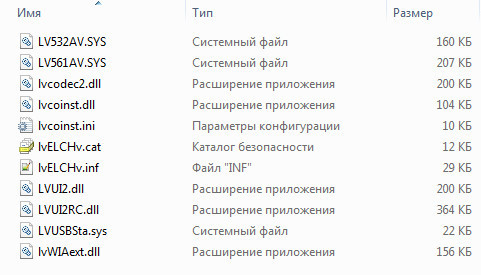 Имя Тип Размер
LV532AV.SYS Системный файл 160 КБ
LV561AV.SYS Системный файл 207 КБ
lvcodec2.dll Расширение приложения 200 КБ
lvcoinst.dll Расширение приложения 104 КБ
lvcoinst.ini Параметры конфигурации 10 КБ
lvELCHv.cat Каталог безопасности 12 КБ
lvELCHv.inf Файл "INF" 29 КБ
LVUI2.dll Расширение приложения 200 КБ
LVUI2RC.dll Расширение приложения 364 КБ
LVUSBSta.sys Системный файл 22 КБ
lvWIAext.dll Расширение приложения 156 КБ